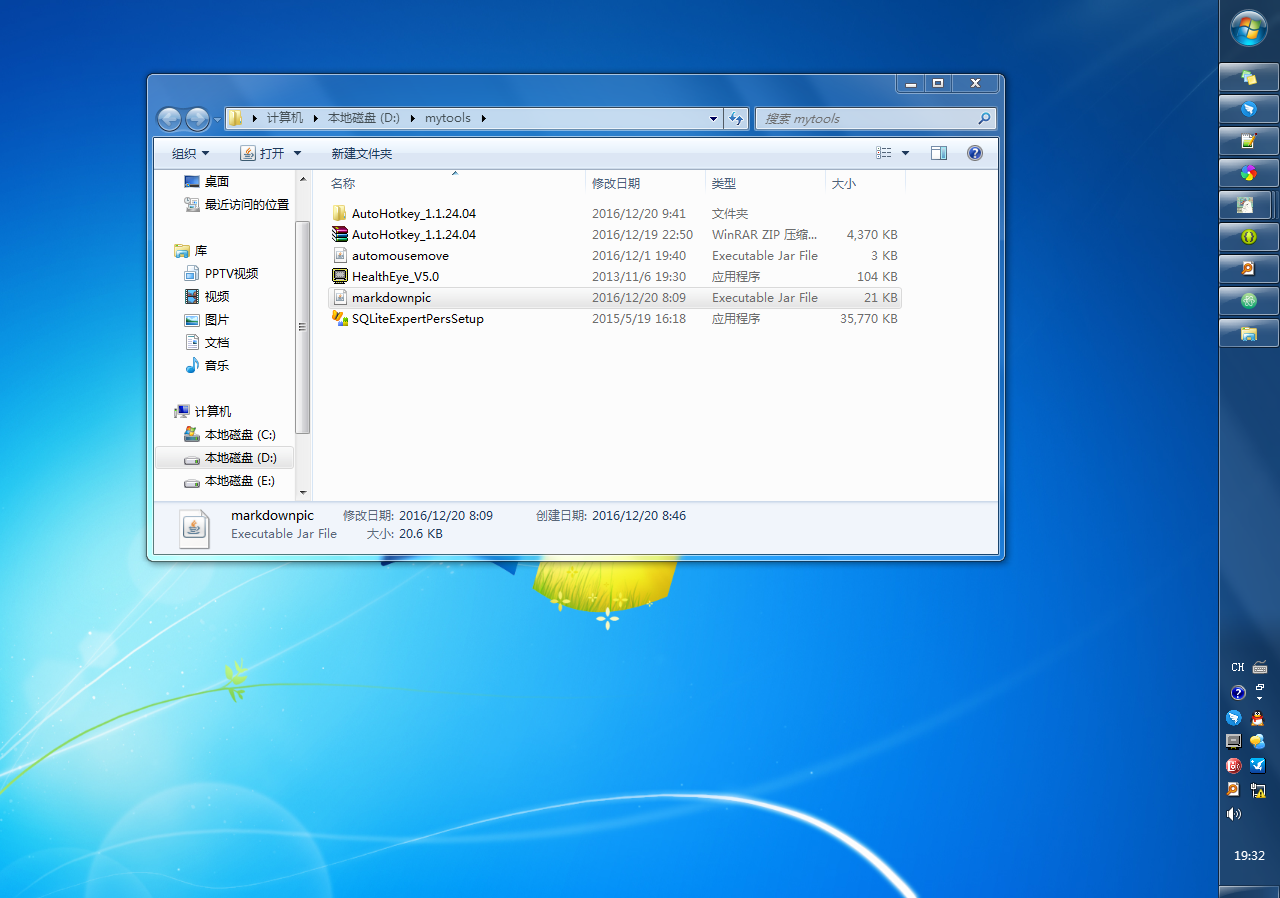 计算机 本地磁盘 (D:) mytools 搜索 mytools
组织 打开 新建文件夹
桌面
最近访问的位置
库
PPTV视频
视频
图片
文档
音乐
计算机
本地磁盘 (C:)
本地磁盘 (D:)
本地磁盘 (E:)
名称 修改日期 类型 大小
AutoHotkey_1.1.24.04 2016/12/20 9:41 文件夹
AutoHotkey_1.1.24.04 2016/12/19 22:50 WinRAR ZIP 压缩... 4,370 KB
automousemove 2016/12/1 19:40 Executable Jar File 3 KB
HealthEye_V5.0 2013/11/6 19:30 应用程序 104 KB
markdownpic 2016/12/20 8:09 Executable Jar File 21 KB
SQLiteExpertPersSetup 2015/5/19 16:18 应用程序 35,770 KB
markdownpic 修改日期: 2016/12/20 8:09 创建日期: 2016/12/20 8:46
Executable Jar File 大小: 20.6 KB
CH
19:32